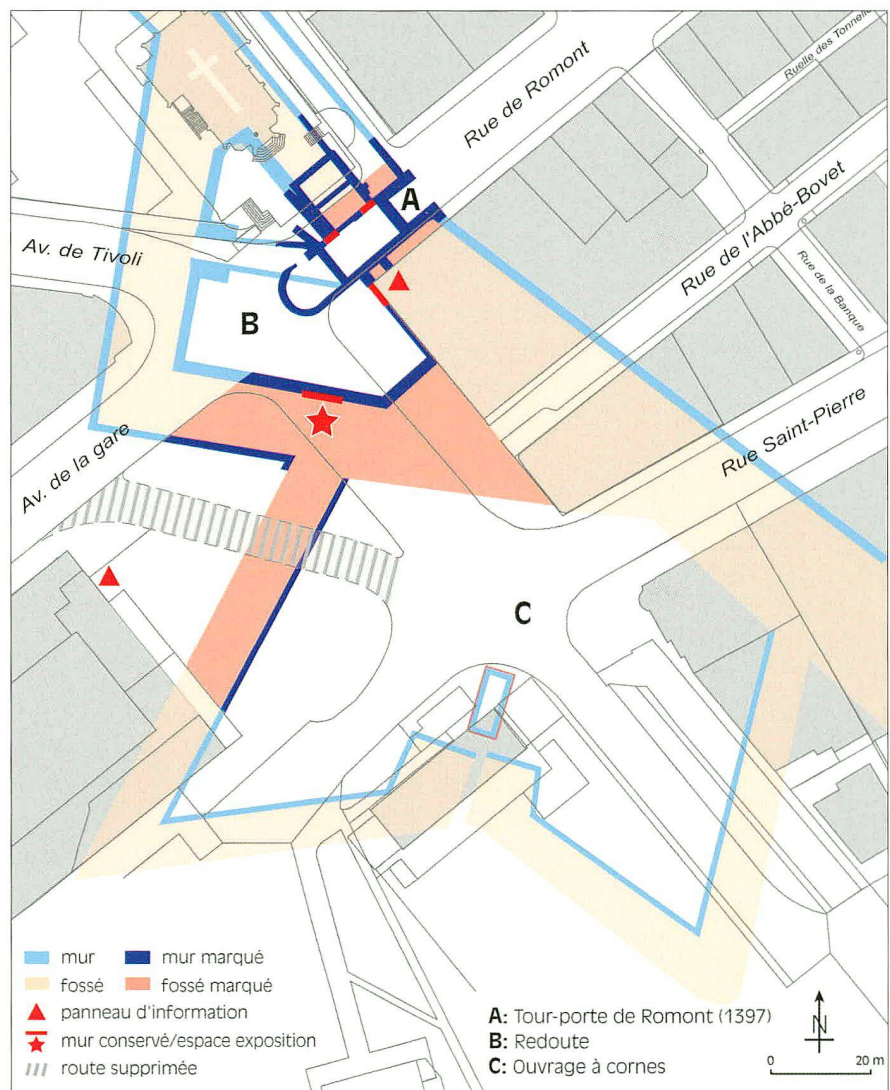 Ruelle des Tonnelle
Rue de Romont
A
Rue de l'Abbé-Bovet
Av. de Tivoli
Rue de la Banque
B
Rue Saint-Pierre
Av. de la gare
C
mur
mur marqué
fossé
fossé marqué
panneau d'information
mur conservé/espace exposition
route supprimée
A: Tour-porte de Romont (1397)
B: Redoute
C: Ouvrage à cornes
N
0 20 m